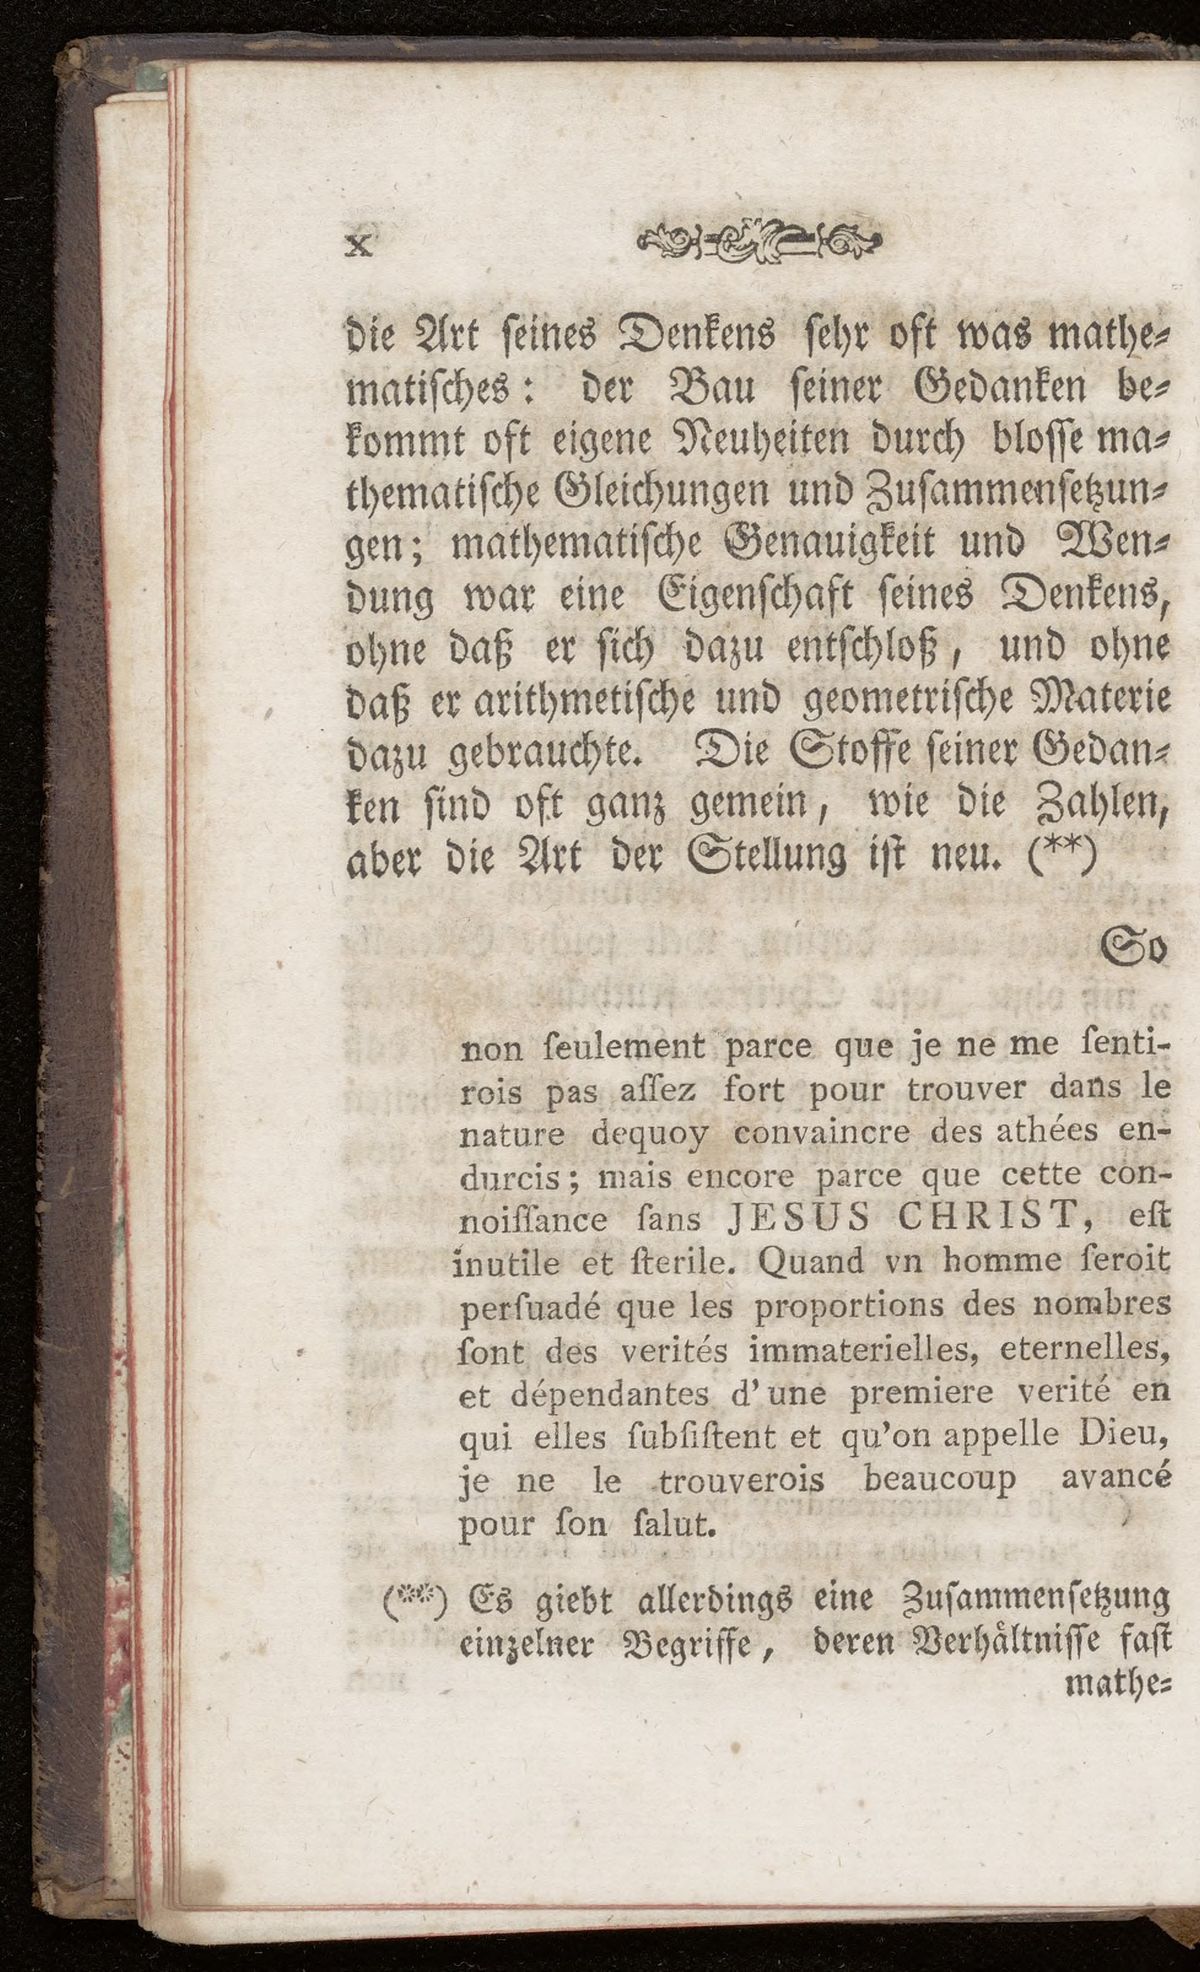 x
die Art ſeines Denkens ſehr oft was mathe⸗
matiſches: der Bau ſeiner Gedanken be⸗
kommt oft eigene Neuheiten durch bloſſe ma⸗
thematiſche Gleichungen und Zuſammenſetzun⸗
gen; mathematiſche Genauigkeit und Wen⸗
dung war eine Eigenſchaft ſeines Denkens,
ohne daß er ſich dazu entſchloß, und ohne
daß er arithmetiſche und geometriſche Materie
dazu gebrauchte. Die Stoffe ſeiner Gedan⸗
ken ſind oft ganz gemein, wie die Zahlen,
aber die Art der Stellung iſt neu. (**)
So
non ſeulement parce que je ne me ſenti-
rois pas aſſez fort pour trouver dans le
nature dequoy convaincre des athées en-
durcis; mais encore parce que cette con-
noiſſance ſans JESUS CHRIST, eſt
inutile et ſterile. Quand vn homme ſeroit
perſuadé que les proportions des nombres
ſont des verités immaterielles, eternelles,
et dépendantes d'une premiere verité en
qui elles ſubſiſtent et qu'on appelle Dieu,
je ne le trouverois beaucoup avancé
pour ſon ſalut.
(**) Es giebt allerdings eine Zuſammenſetzung
einzelner Begriffe, deren Verhältniſſe faſt
mathe⸗